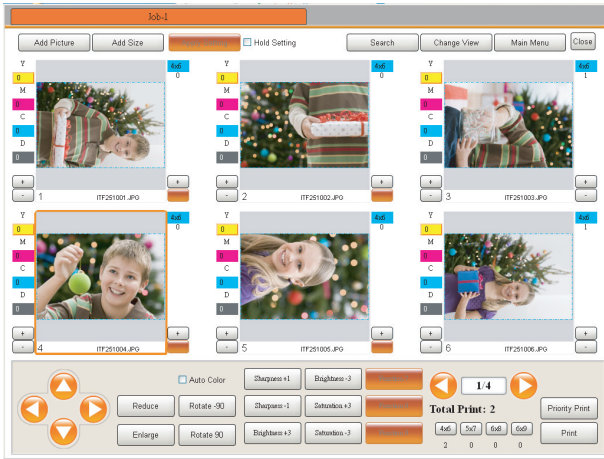 Job-1
Add Picture Add Size Hold Setting Search Change View Main Menu Close
Y 4x6 Y 4x6 Y 4x6
0 0 0 0 0 1
M M M
0 0 0
C C C
0 0 0
D D D
0 0 0
+ + + + + +
- 1 ITF251001.JPG - 2 ITF251002.JPG - 3 ITF251003.JPG
Y 4x6 Y 4x6 Y 4x6
0 0 0 0 1
M M M
0 0 0
C C C
0 0 0
D D D
0 0 0
+ + + + + +
- 4 ITF251004.JPG - 5 ITF251005.JPG - 6 ITF251006.JPG
Auto Color Sharpness +1 Brightness -3 1/4
Reduce Rotate -90 Sharpness -1 Saturation +3 Total Print: 2 Priority Print
Enlarge Rotate 90 Brightness +3 Saturation -3 4x6 5x7 6x8 6x9 Print
2 0 0 0